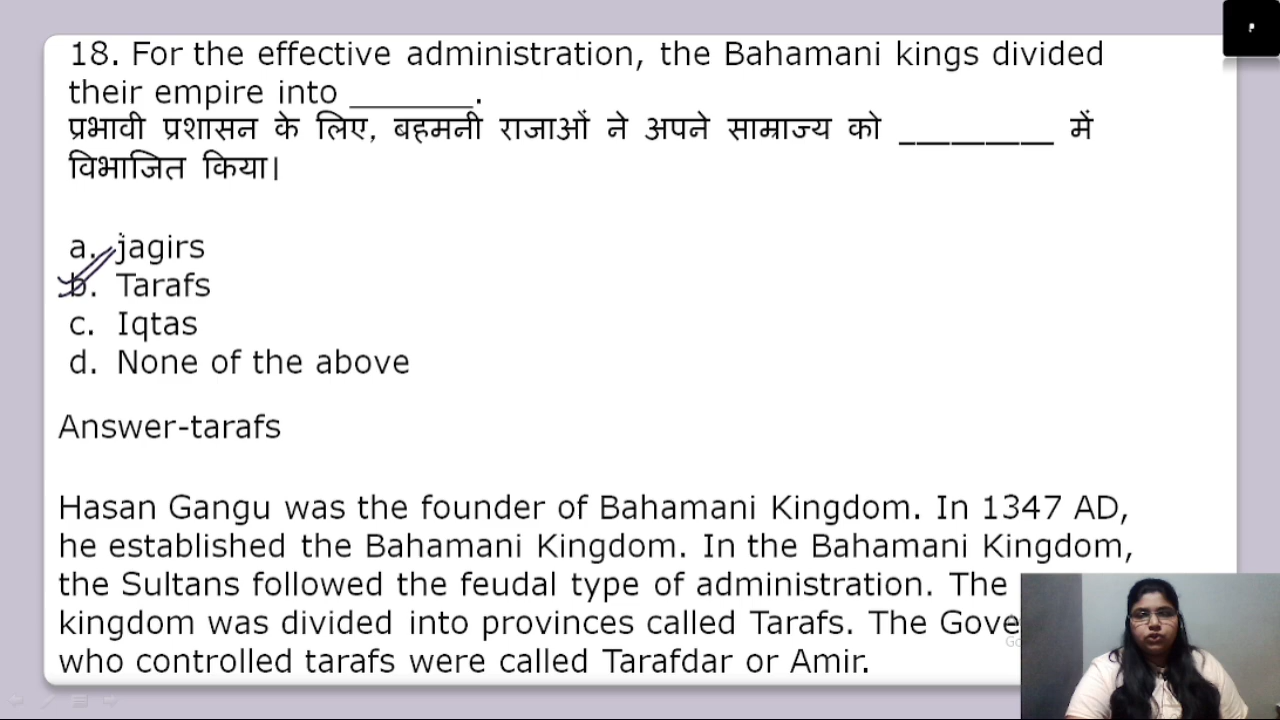 18. For the effective administration, the Bahamani kings divided
their empire into _______.
प्रभावी प्रशासन के लिए, बहमनी राजाओं ने अपने साम्राज्य को _________ में
विभाजित किया।
a. jagirs
b. Tarafs
c. Iqtas
d. None of the above
Answer-tarafs
Hasan Gangu was the founder of Bahamani Kingdom. In 1347 AD,
he established the Bahamani Kingdom. In the Bahamani Kingdom,
the Sultans followed the feudal type of administration. The
kingdom was divided into provinces called Tarafs. The
who controlled tarafs were called Tarafdar or Amir.